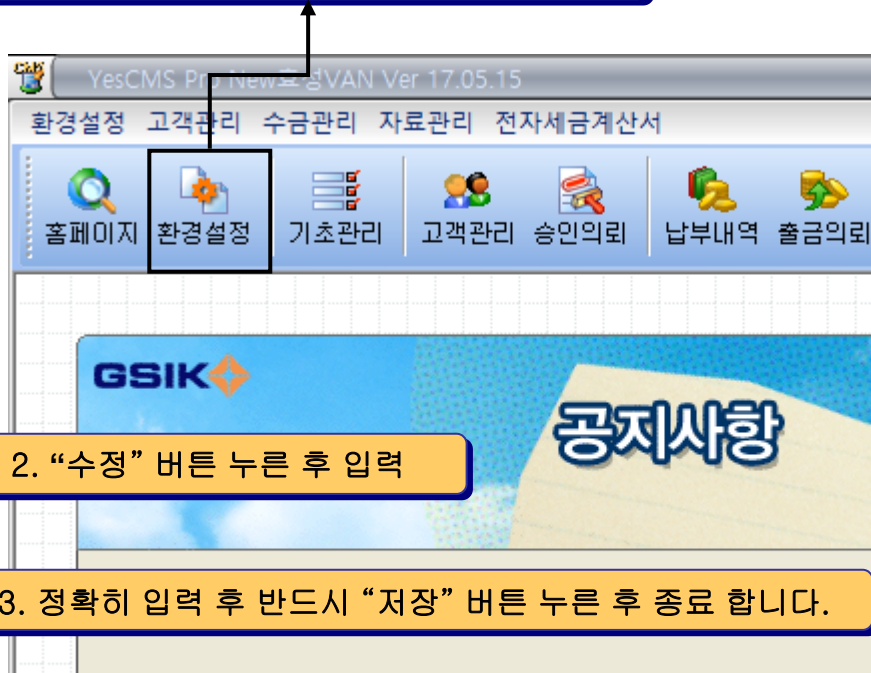 YesCMS Pro New효성VAN Ver 17.05.15
환경설정 고객관리 수금관리 자료관리 전자세금계산서
홈페이지 환경설정 기초관리 고객관리 승인의뢰 납부내역 출금의뢰
GSIK
공지사항
2. “수정” 버튼 누른 후 입력
3. 정확히 입력 후 반드시 “저장” 버튼 누른 후 종료 합니다.